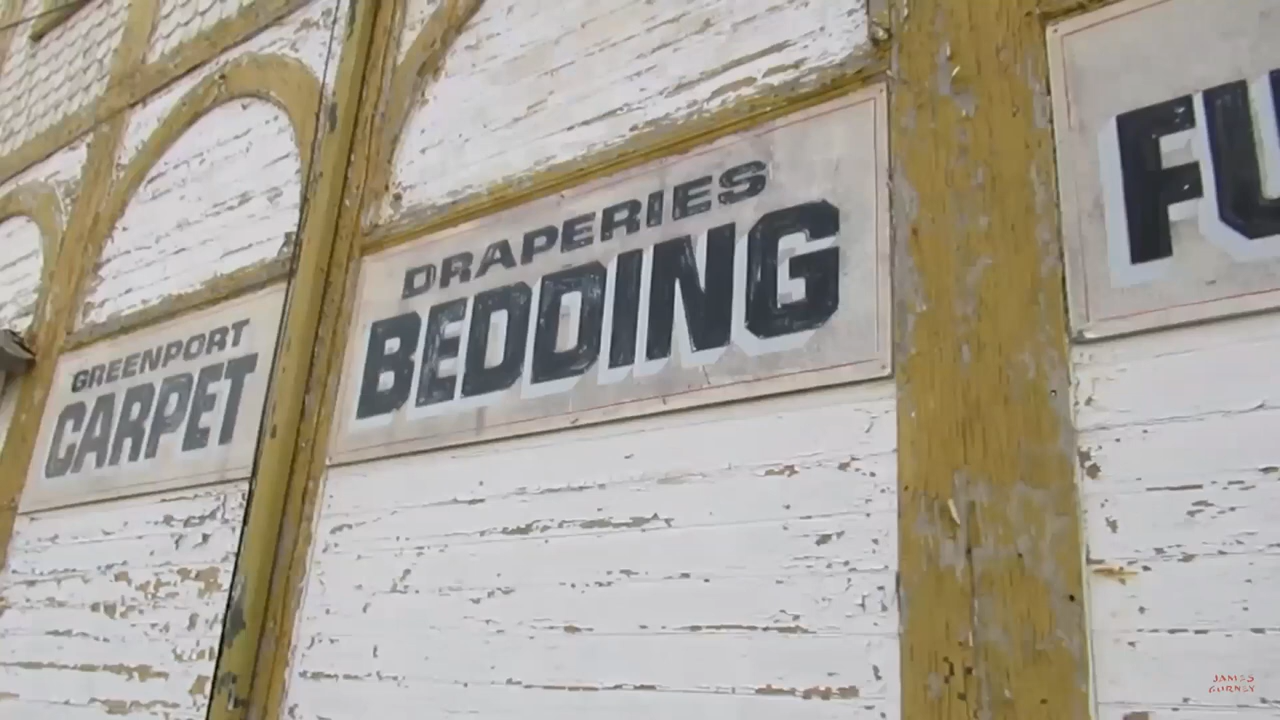 GREENPORT
CARPET
DRAPERIES
BEDDING
FU
JAMES
GURNEY